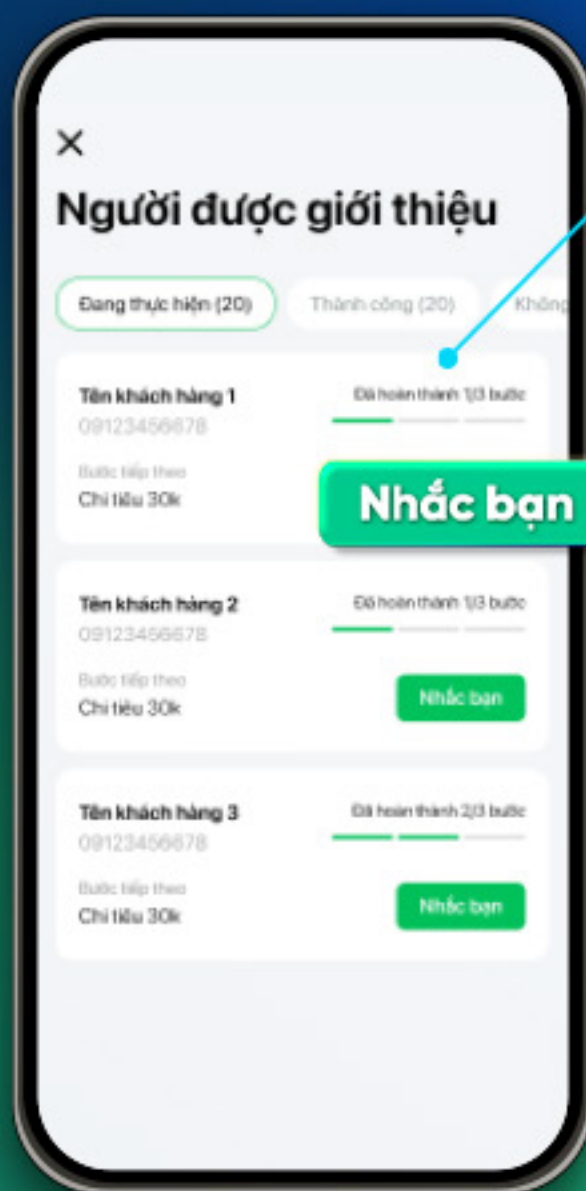 Người được giới thiệu
Đang thực hiện (20) Thành công (20) Không
Tên khách hàng 1 Đã hoàn thành 1/3 bước
09123456678
Bước tiếp theo
Chi tiêu 30k
Nhắc bạn
Tên khách hàng 2 Đã hoàn thành 1/3 bước
09123456678
Bước tiếp theo
Chi tiêu 30k
Nhắc bạn
Tên khách hàng 3 Đã hoàn thành 2/3 bước
09123456678
Bước tiếp theo
Chi tiêu 30k
Nhắc bạn